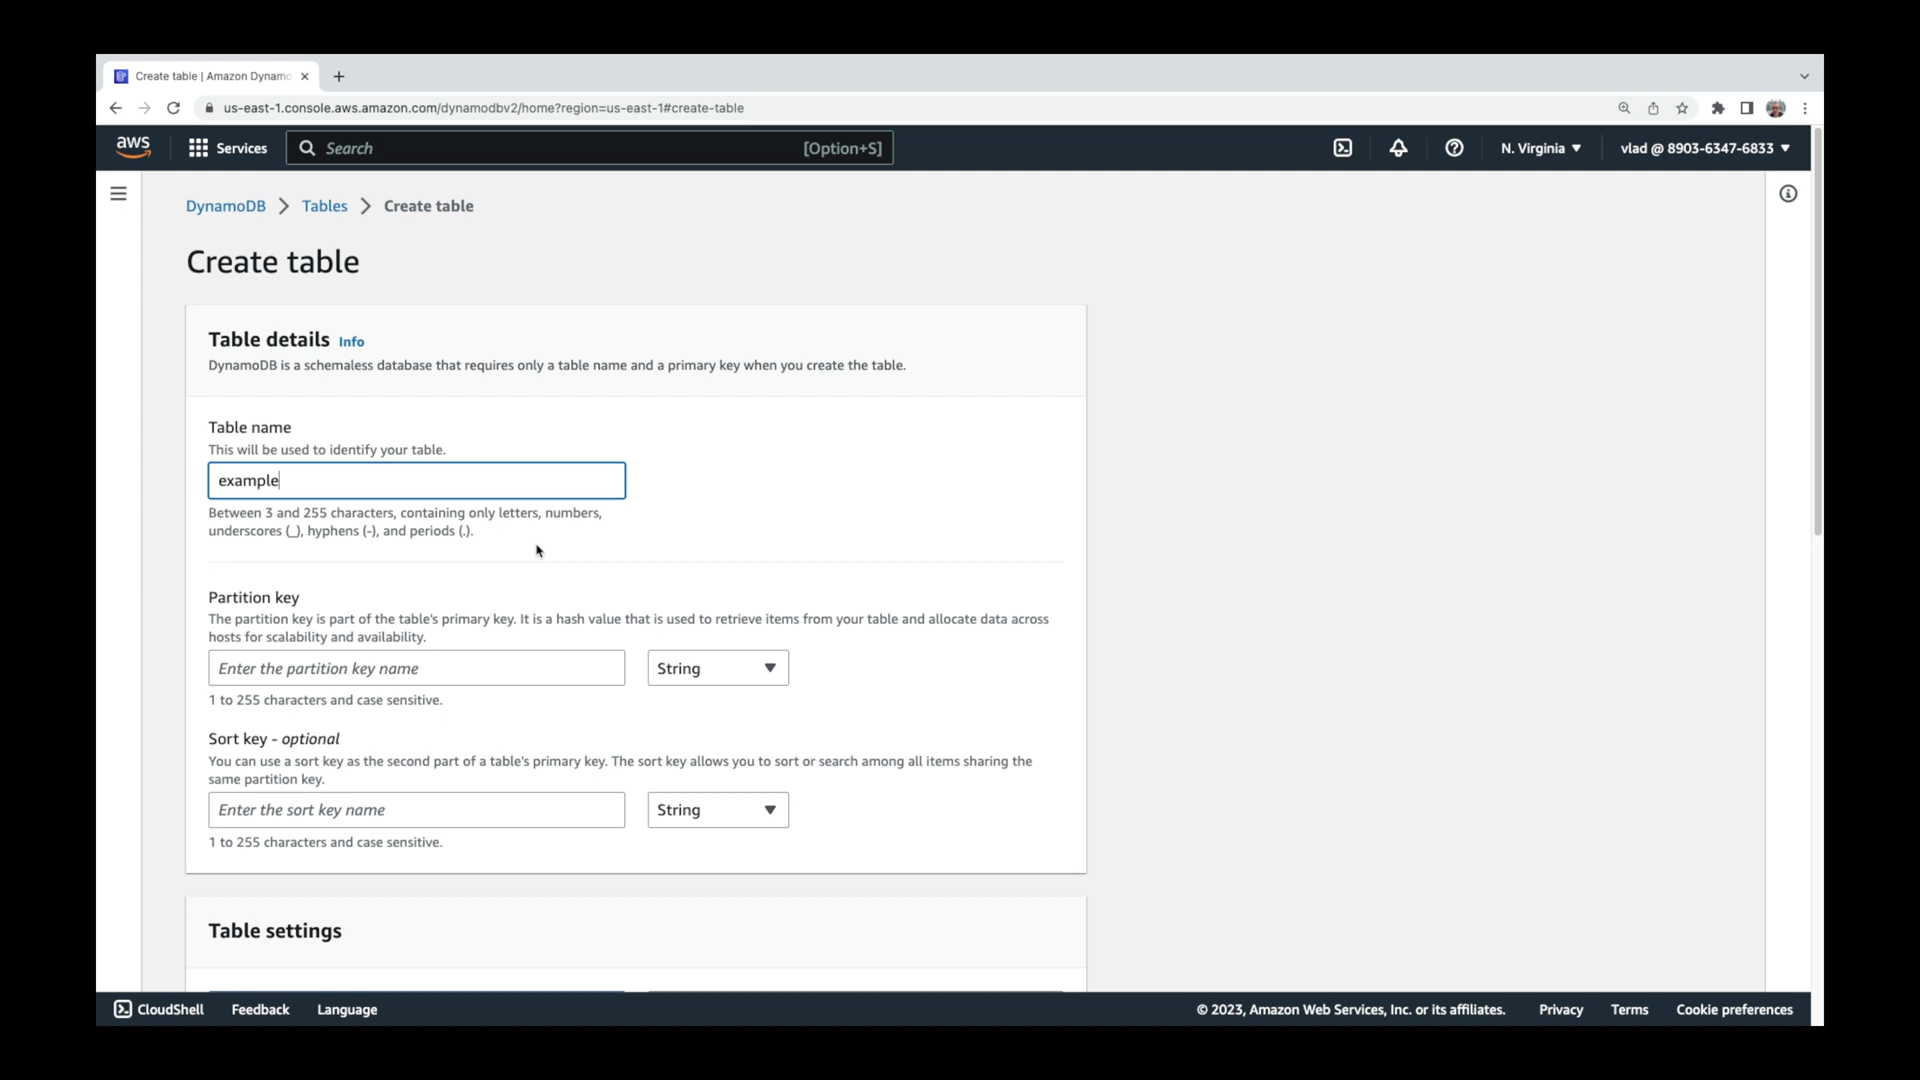 Create table | Amazon Dynamo
us-east-1.console.aws.amazon.com/dynamodbv2/home?region=us-east-1#create-table
aws
Services
Search
[Option+S]
N. Virginia
vlad @ 8903-6347-6833
DynamoDB
Tables
Create table
Create table
Table details Info
DynamoDB is a schemaless database that requires only a table name and a primary key when you create the table.
Table name
This will be used to identify your table.
example
Between 3 and 255 characters, containing only letters, numbers,
underscores (_), hyphens (-), and periods (.).
Partition key
The partition key is part of the table's primary key. It is a hash value that is used to retrieve items from your table and allocate data across
hosts for scalability and availability.
Enter the partition key name
String
1 to 255 characters and case sensitive.
Sort key - optional
You can use a sort key as the second part of a table's primary key. The sort key allows you to sort or search among all items sharing the
same partition key.
Enter the sort key name
String
1 to 255 characters and case sensitive.
Table settings
CloudShell
Feedback
Language
© 2023, Amazon Web Services, Inc. or its affiliates.
Privacy
Terms
Cookie preferences